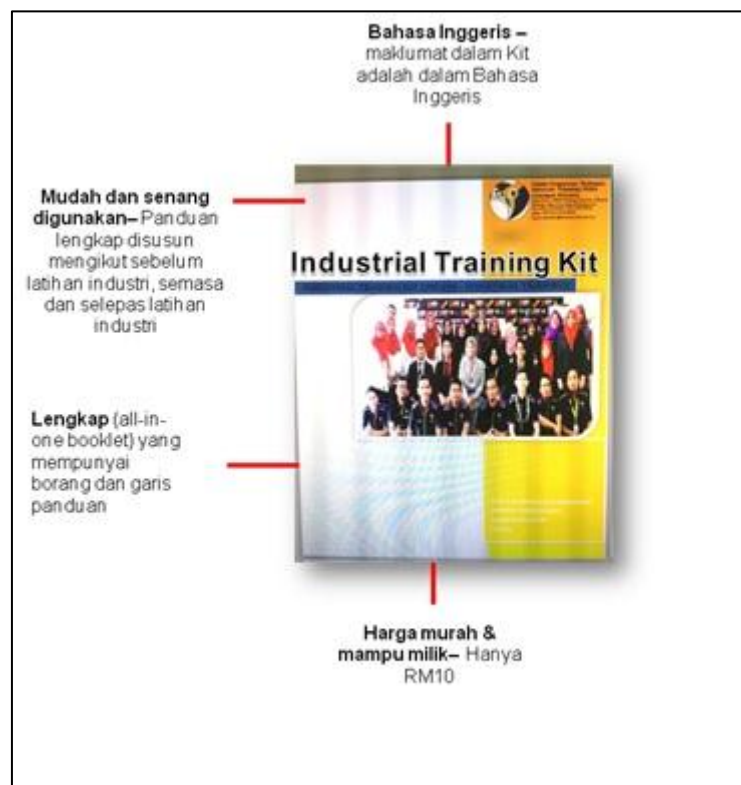 Bahasa Inggeris –
maklumat dalam Kit
adalah dalam Bahasa
Inggeris
Mudah dan senang
digunakan– Panduan
lengkap disusun
mengikut sebelum
latihan industri, semasa
dan selepas latihan
industri
Industrial Training Kit
Lengkap (all-in-
one booklet) yang
mempunyai
borang dan garis
panduan
Harga murah &
mampu milik– Hanya
RM10